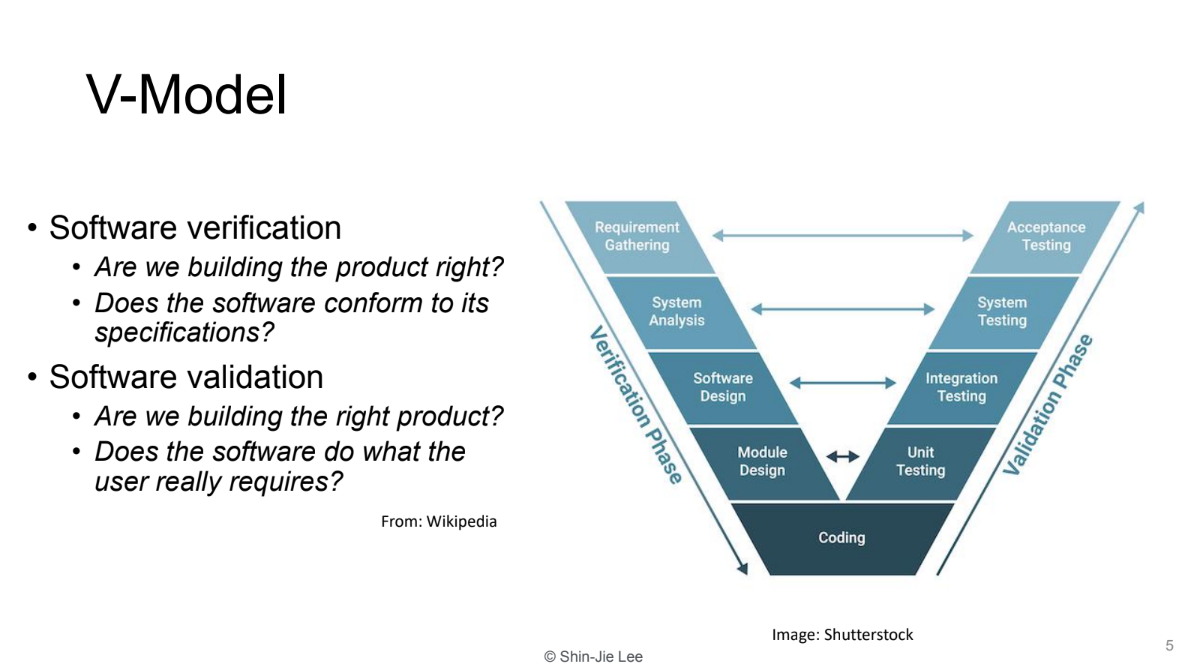 V-Model
• Software verification
• Are we building the product right?
• Does the software conform to its
specifications?
• Software validation
• Are we building the right product?
• Does the software do what the
user really requires?
From: Wikipedia
Requirement
Gathering
Acceptance
Testing
System
Analysis
System
Testing
Software
Design
Integration
Testing
Module
Design
Unit
Testing
Coding
Verification Phase
Validation Phase
Image: Shutterstock
© Shin-Jie Lee
5